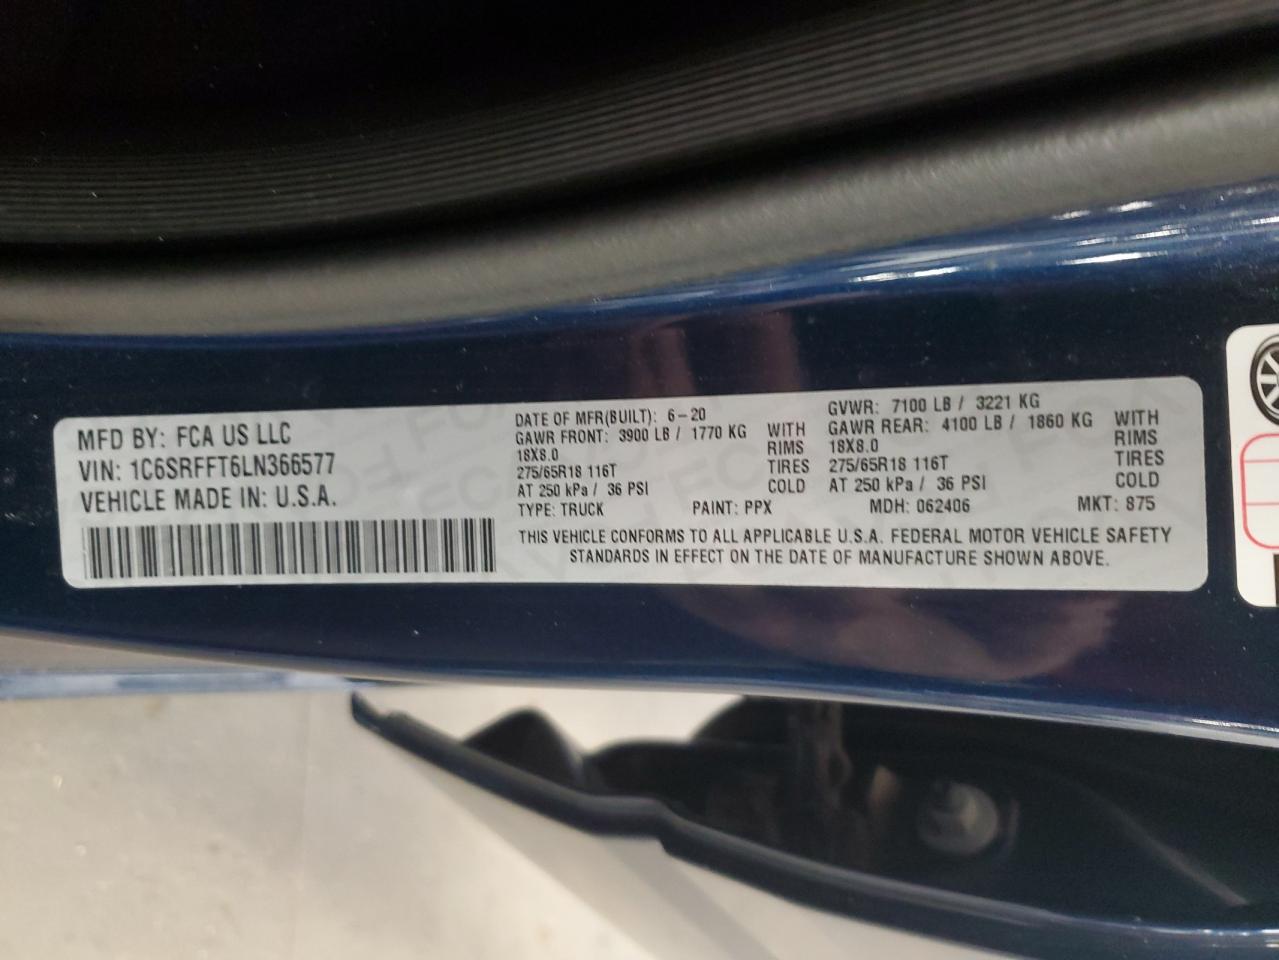 MFD BY: FCA US LLC
VIN: 1C6SRFFT6LN366577
VEHICLE MADE IN: U.S.A.
DATE OF MFR(BUILT): 6-20
GAWR FRONT: 3900 LB / 1770 KG WITH
18X8.0 RIMS
275/65R18 116T TIRES
AT 250 kPa / 36 PSI COLD
GVWR: 7100 LB / 3221 KG
GAWR REAR: 4100 LB / 1860 KG WITH
18X8.0 RIMS
275/65R18 116T TIRES
AT 250 kPa / 36 PSI COLD
TYPE: TRUCK PAINT: PPX MDH: 062406 MKT: 875
THIS VEHICLE CONFORMS TO ALL APPLICABLE U.S.A. FEDERAL MOTOR VEHICLE SAFETY
STANDARDS IN EFFECT ON THE DATE OF MANUFACTURE SHOWN ABOVE.